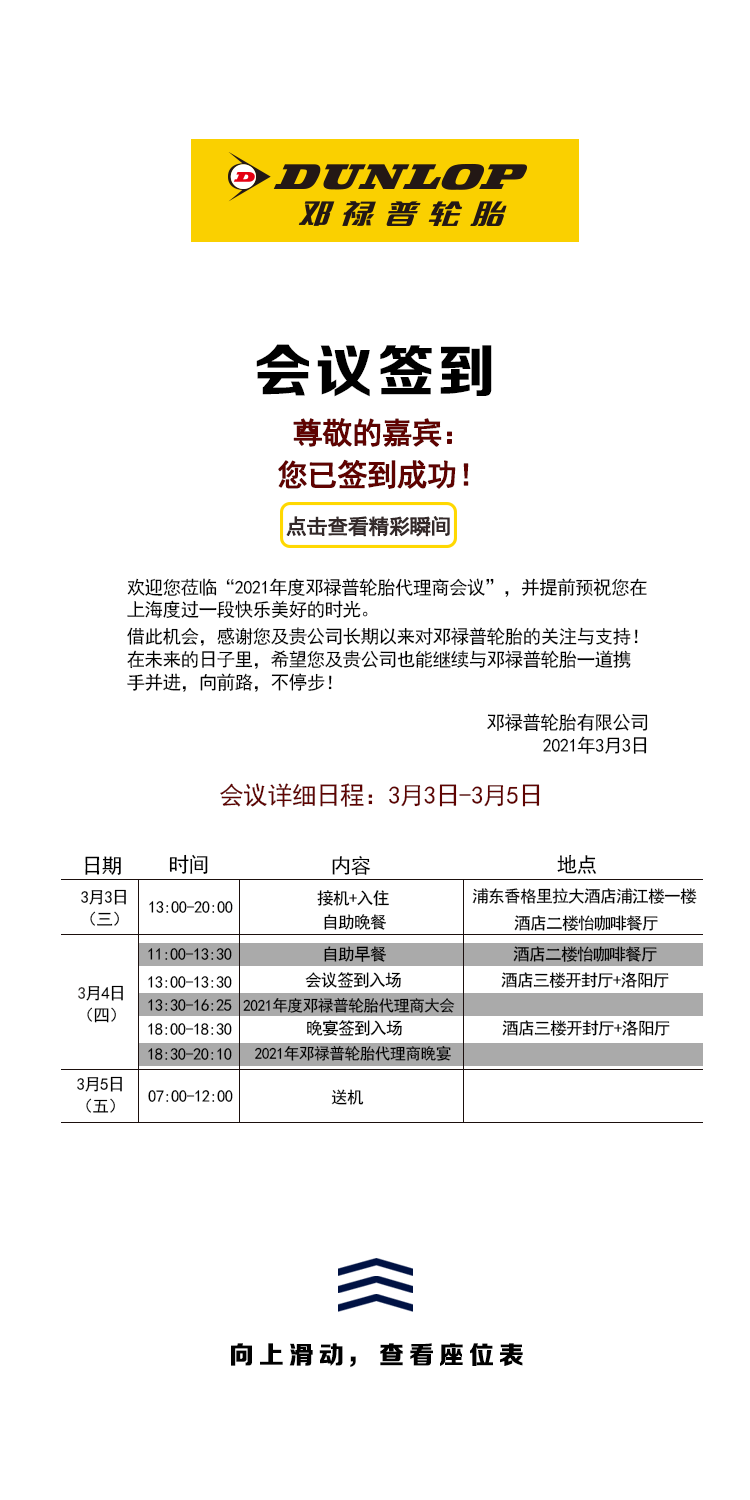 DUNLOP
邓禄普轮胎
会议签到
尊敬的嘉宾：
您已签到成功！
点击查看精彩瞬间
欢迎您莅临“2021年度邓禄普轮胎代理商会议”，并提前预祝您在
上海度过一段快乐美好的时光。
借此机会，感谢您及贵公司长期以来对邓禄普轮胎的关注与支持！
在未来的日子里，希望您及贵公司也能继续与邓禄普轮胎一道携
手并进，向前路，不停步！
邓禄普轮胎有限公司
2021年3月3日
会议详细日程：3月3日-3月5日
日期 时间 内容 地点
3月3日
（三）
13:00-20:00
接机+入住 浦东香格里拉大酒店浦江楼一楼
自助晚餐 酒店二楼怡咖啡餐厅
3月4日
（四）
11:00-13:30 自助早餐 酒店二楼怡咖啡餐厅
13:00-13:30 会议签到入场 酒店三楼开封厅+洛阳厅
13:30-16:25 2021年度邓禄普轮胎代理商大会
18:00-18:30 晚宴签到入场 酒店三楼开封厅+洛阳厅
18:30-20:10 2021年邓禄普轮胎代理商晚宴
3月5日
（五）
07:00-12:00 送机
向上滑动，查看座位表